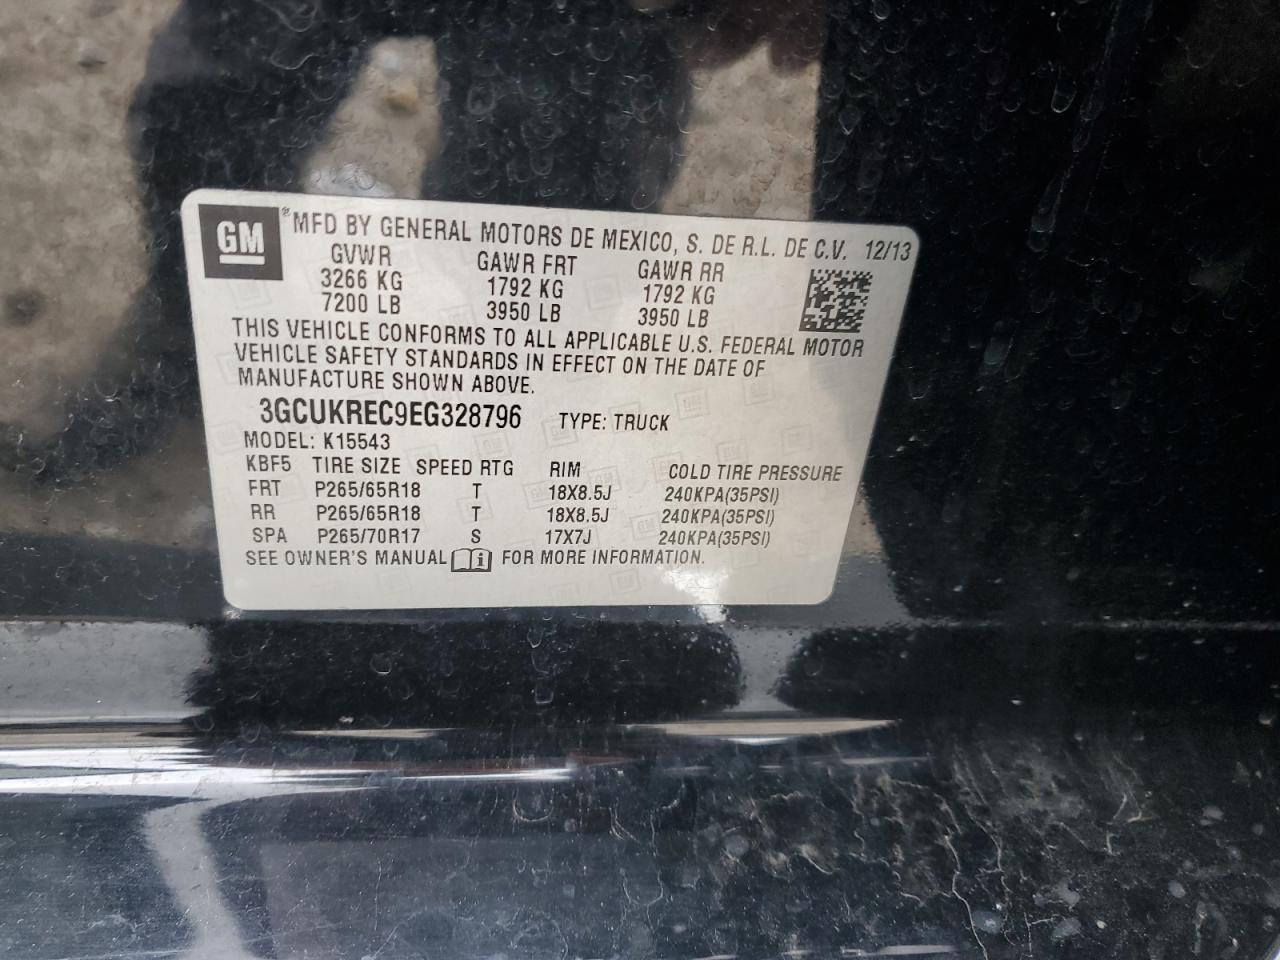 GM ® MFD BY GENERAL MOTORS DE MEXICO, S. DE R.L. DE C.V. 12/13
GVWR GAWR FRT GAWR RR
3266 KG 1792 KG 1792 KG
7200 LB 3950 LB 3950 LB
THIS VEHICLE CONFORMS TO ALL APPLICABLE U.S. FEDERAL MOTOR
VEHICLE SAFETY STANDARDS IN EFFECT ON THE DATE OF
MANUFACTURE SHOWN ABOVE.
3GCUKREC9EG328796 TYPE: TRUCK
MODEL: K15543
KBF5 TIRE SIZE SPEED RTG RIM COLD TIRE PRESSURE
FRT P265/65R18 T 18X8.5J 240KPA(35PSI)
RR P265/65R18 T 18X8.5J 240KPA(35PSI)
SPA P265/70R17 S 17X7J 240KPA(35PSI)
SEE OWNER'S MANUAL i FOR MORE INFORMATION.